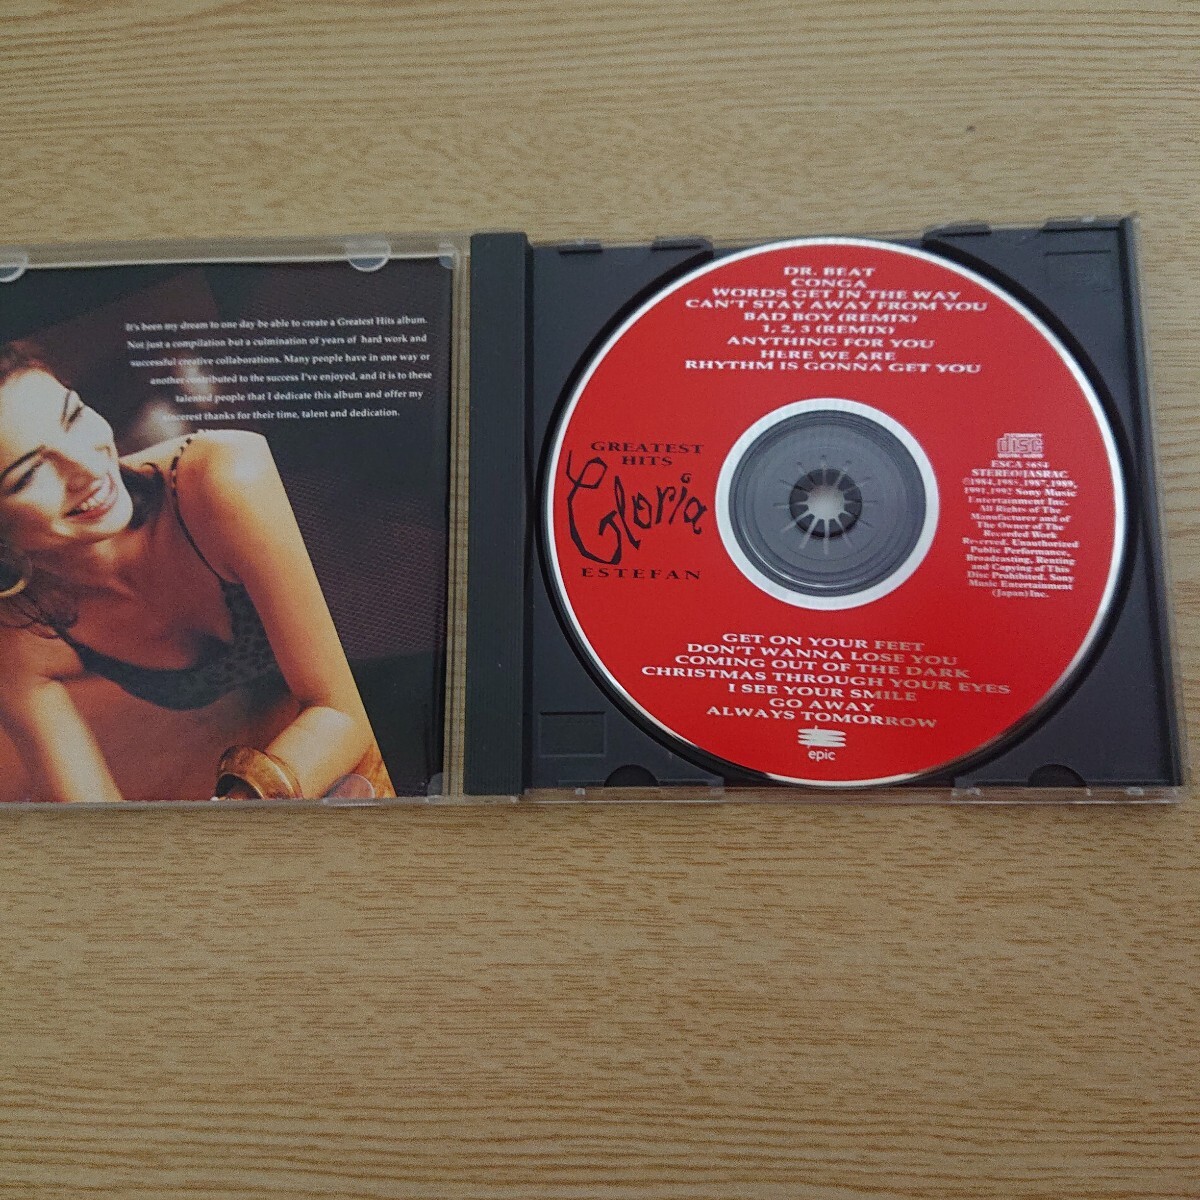 It's been my dream to one day be able to create a Greatest Hits album.
Not just a compilation but a culmination of years of hard work and
successful creative collaborations. Many people have in one way or
another contributed to the success I've enjoyed, and it is to these
talented people that I dedicate this album and offer my
sincerest thanks for their time, talent and dedication.
DR. BEAT
CONGA
WORDS GET IN THE WAY
CAN'T STAY AWAY FROM YOU
BAD BOY (REMIX)
1, 2, 3 (REMIX)
ANYTHING FOR YOU
HERE WE ARE
RHYTHM IS GONNA GET YOU
GREATEST
HITS
Gloria
ESTEFAN
COMPACT
disc
DIGITAL AUDIO
ESCA 5654
STEREO/JASRAC
℗1984,1985,1987,1989,
1991,1992 Sony Music
Entertainment Inc.
All Rights of The
Manufacturer and of
The Owner of The
Recorded Work
Reserved. Unauthorized
Public Performance,
Broadcasting, Renting
and Copying of This
Disc Prohibited. Sony
Music Entertainment
(Japan) Inc.
GET ON YOUR FEET
DON'T WANNA LOSE YOU
COMING OUT OF THE DARK
CHRISTMAS THROUGH YOUR EYES
I SEE YOUR SMILE
GO AWAY
ALWAYS TOMORROW
epic